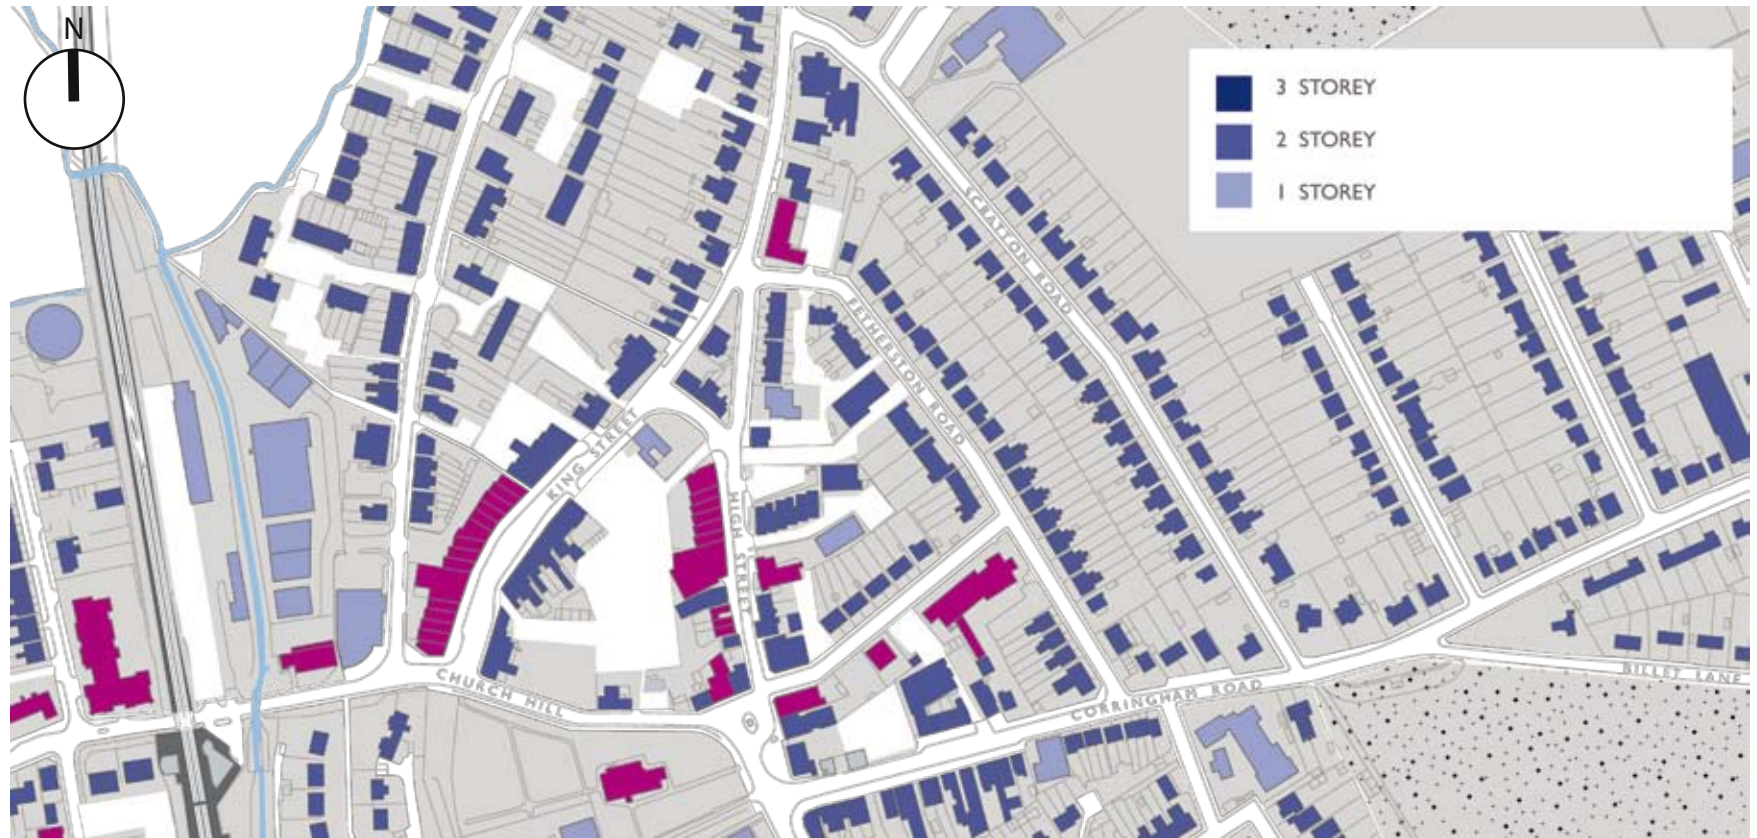 N
3 STOREY
2 STOREY
1 STOREY
SCRATTON ROAD
FETHERSTON ROAD
KING STREET
HIGH STREET
CHURCH HILL
CORRINGHAM ROAD
BILLET LANE